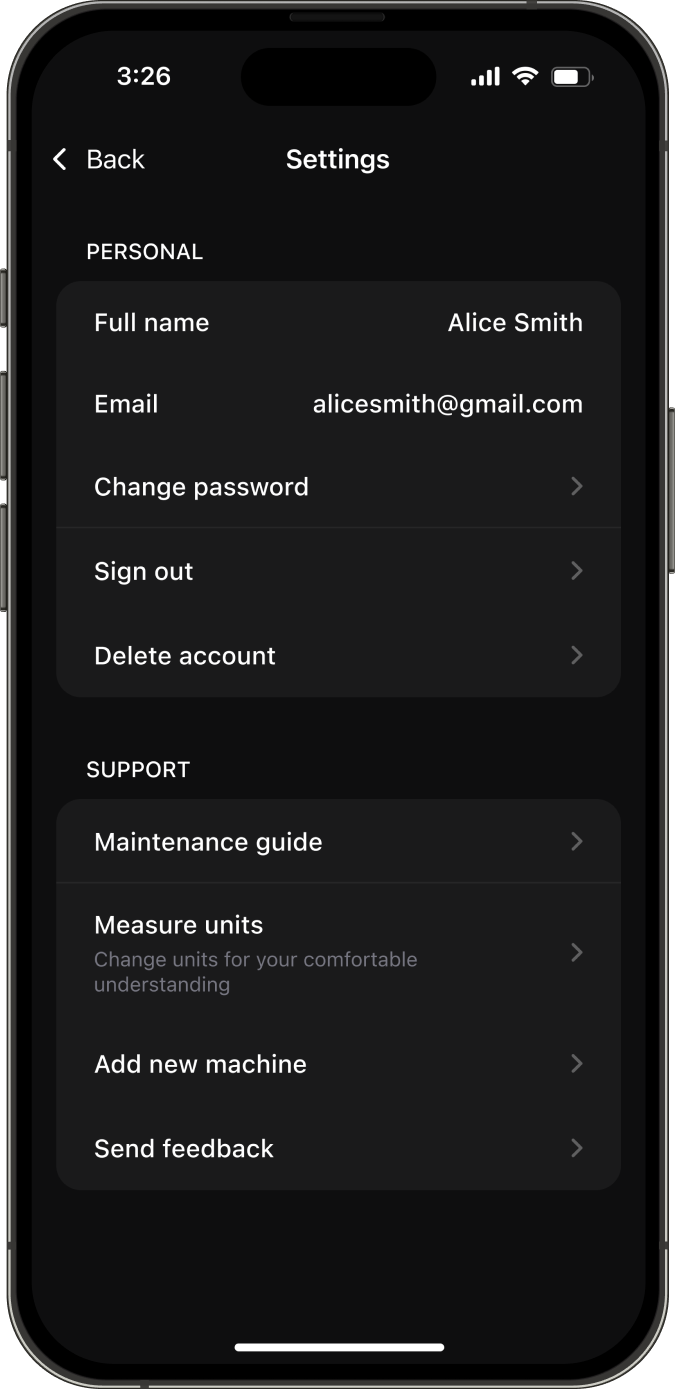 3:26
Back
Settings
PERSONAL
Full name
Alice Smith
Email
alicesmith@gmail.com
Change password
Sign out
Delete account
SUPPORT
Maintenance guide
Measure units
Change units for your comfortable
understanding
Add new machine
Send feedback